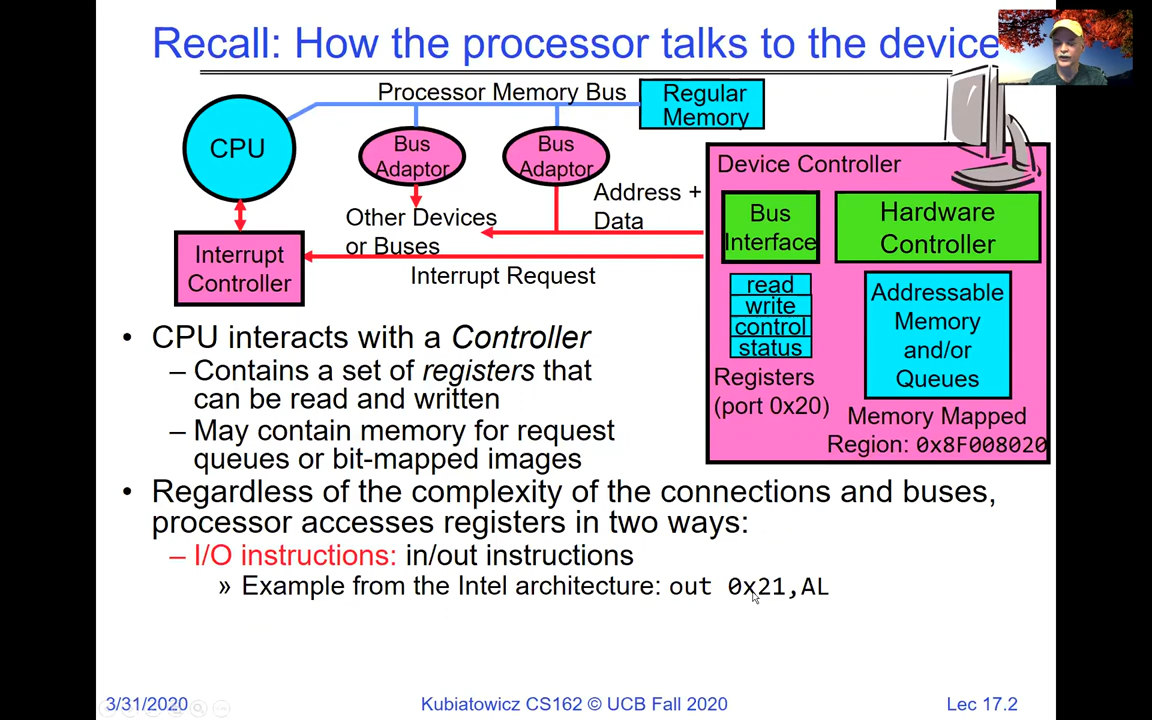 Recall: How the processor talks to the device
Processor Memory Bus
Regular
Memory
CPU
Bus
Adaptor
Bus
Adaptor
Device Controller
Address +
Data
Other Devices
or Buses
Bus
Interface
Hardware
Controller
Interrupt
Controller
Interrupt Request
read
write
control
status
Addressable
Memory
and/or
Queues
Registers
(port 0x20)
Memory Mapped
Region: 0x8F008020
• CPU interacts with a Controller
– Contains a set of registers that
can be read and written
– May contain memory for request
queues or bit-mapped images
• Regardless of the complexity of the connections and buses,
processor accesses registers in two ways:
– I/O instructions: in/out instructions
» Example from the Intel architecture: out 0x21,AL
3/31/2020
Kubiatowicz CS162 © UCB Fall 2020
Lec 17.2